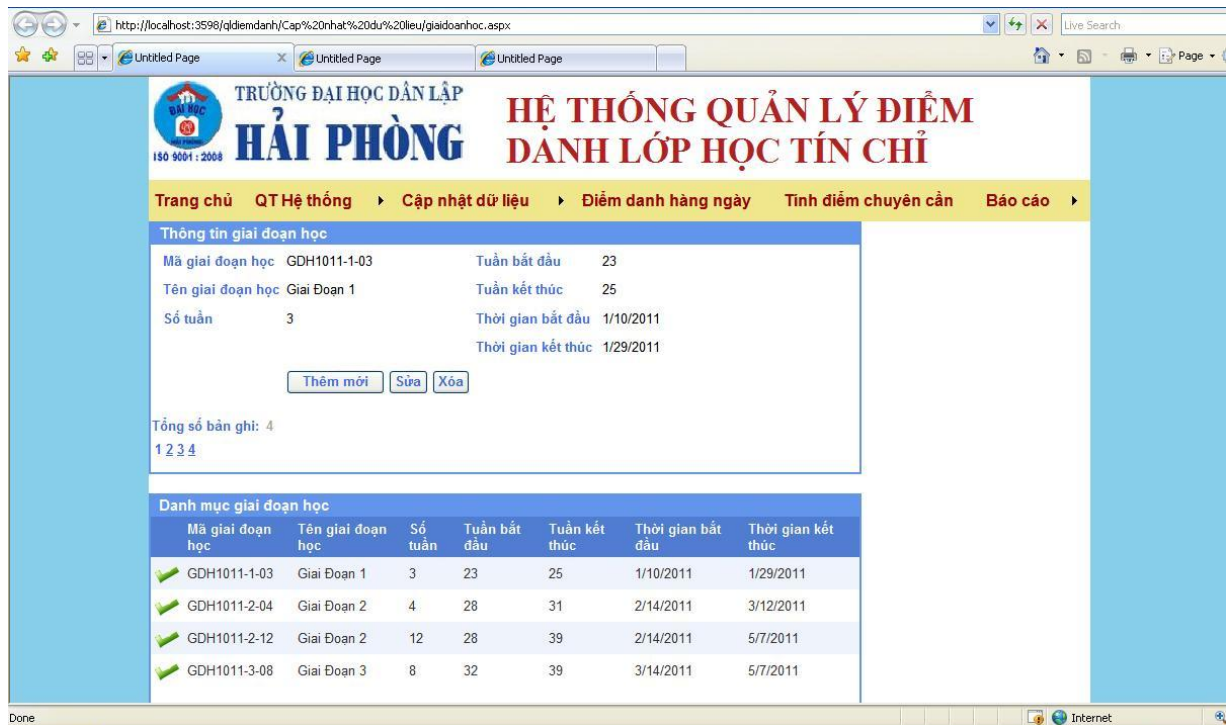 http://localhost:3598/qldiemdanh/Cap%20nhat%20du%20lieu/giaidoanhoc.aspx
Live Search
Untitled Page
Untitled Page
Untitled Page
Page
ĐẠI HỌC
ISO 9001 : 2008
TRƯỜNG ĐẠI HỌC DÂN LẬP
HẢI PHÒNG
HỆ THỐNG QUẢN LÝ ĐIỂM
DANH LỚP HỌC TÍN CHỈ
Trang chủ QT Hệ thống Cập nhật dữ liệu Điểm danh hàng ngày Tính điểm chuyên cần Báo cáo
Thông tin giai đoạn học
Mã giai đoạn học GDH1011-1-03 Tuần bắt đầu 23
Tên giai đoạn học Giai Đoạn 1 Tuần kết thúc 25
Số tuần 3 Thời gian bắt đầu 1/10/2011
Thời gian kết thúc 1/29/2011
Thêm mới Sửa Xóa
Tổng số bản ghi: 4
1 2 3 4
Danh mục giai đoạn học
Mã giai đoạn học Tên giai đoạn học Số tuần Tuần bắt đầu Tuần kết thúc Thời gian bắt đầu Thời gian kết thúc
GDH1011-1-03 Giai Đoạn 1 3 23 25 1/10/2011 1/29/2011
GDH1011-2-04 Giai Đoạn 2 4 28 31 2/14/2011 3/12/2011
GDH1011-2-12 Giai Đoạn 2 12 28 39 2/14/2011 5/7/2011
GDH1011-3-08 Giai Đoạn 3 8 32 39 3/14/2011 5/7/2011
Done
Internet